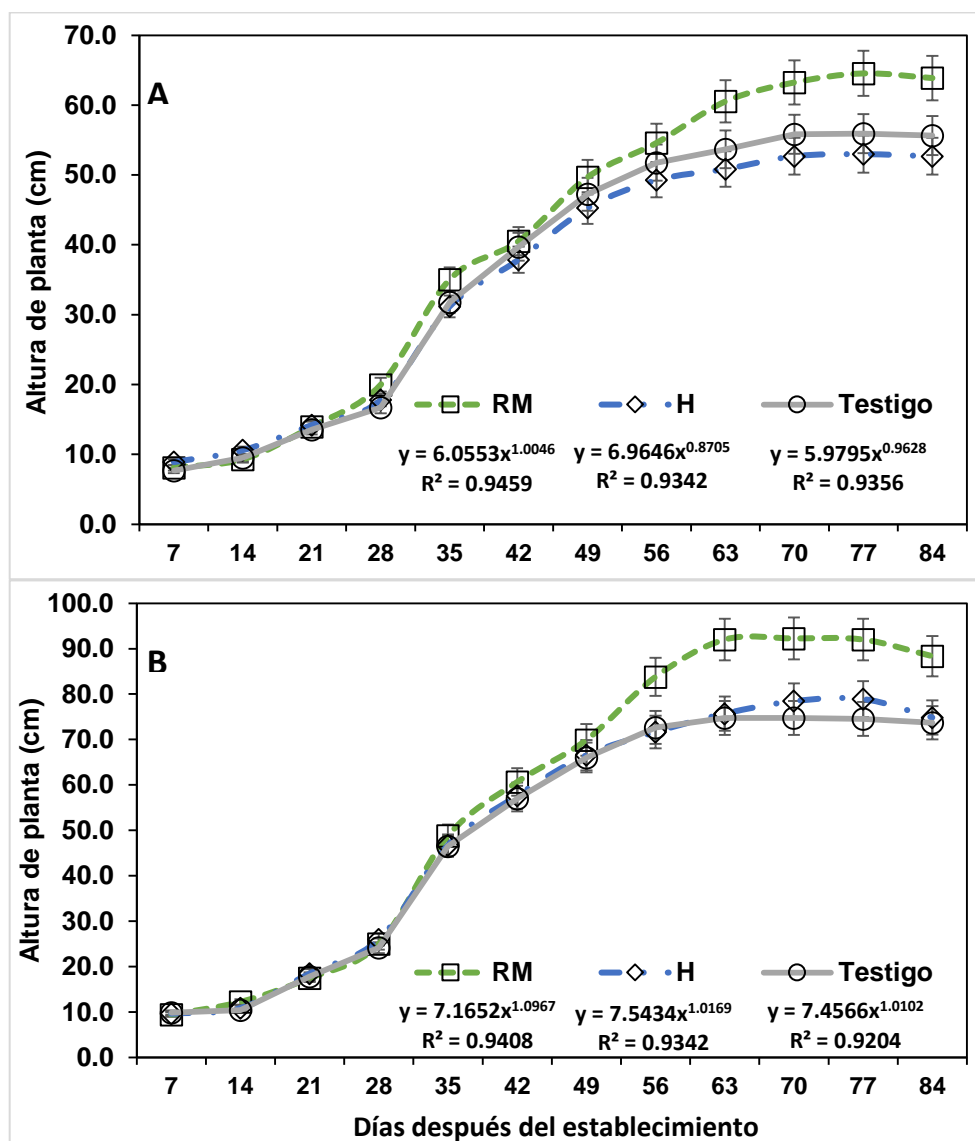 A
Altura de planta (cm)
70.0
60.0
50.0
40.0
30.0
20.0
10.0
0.0
RM H Testigo
y = 6.0553x^1.0046 y = 6.9646x^0.8705 y = 5.9795x^0.9628
R² = 0.9459 R² = 0.9342 R² = 0.9356
7 14 21 28 35 42 49 56 63 70 77 84
B
Altura de planta (cm)
100.0
90.0
80.0
70.0
60.0
50.0
40.0
30.0
20.0
10.0
0.0
RM H Testigo
y = 7.1652x^1.0967 y = 7.5434x^1.0169 y = 7.4566x^1.0102
R² = 0.9408 R² = 0.9342 R² = 0.9204
7 14 21 28 35 42 49 56 63 70 77 84
Días después del establecimiento